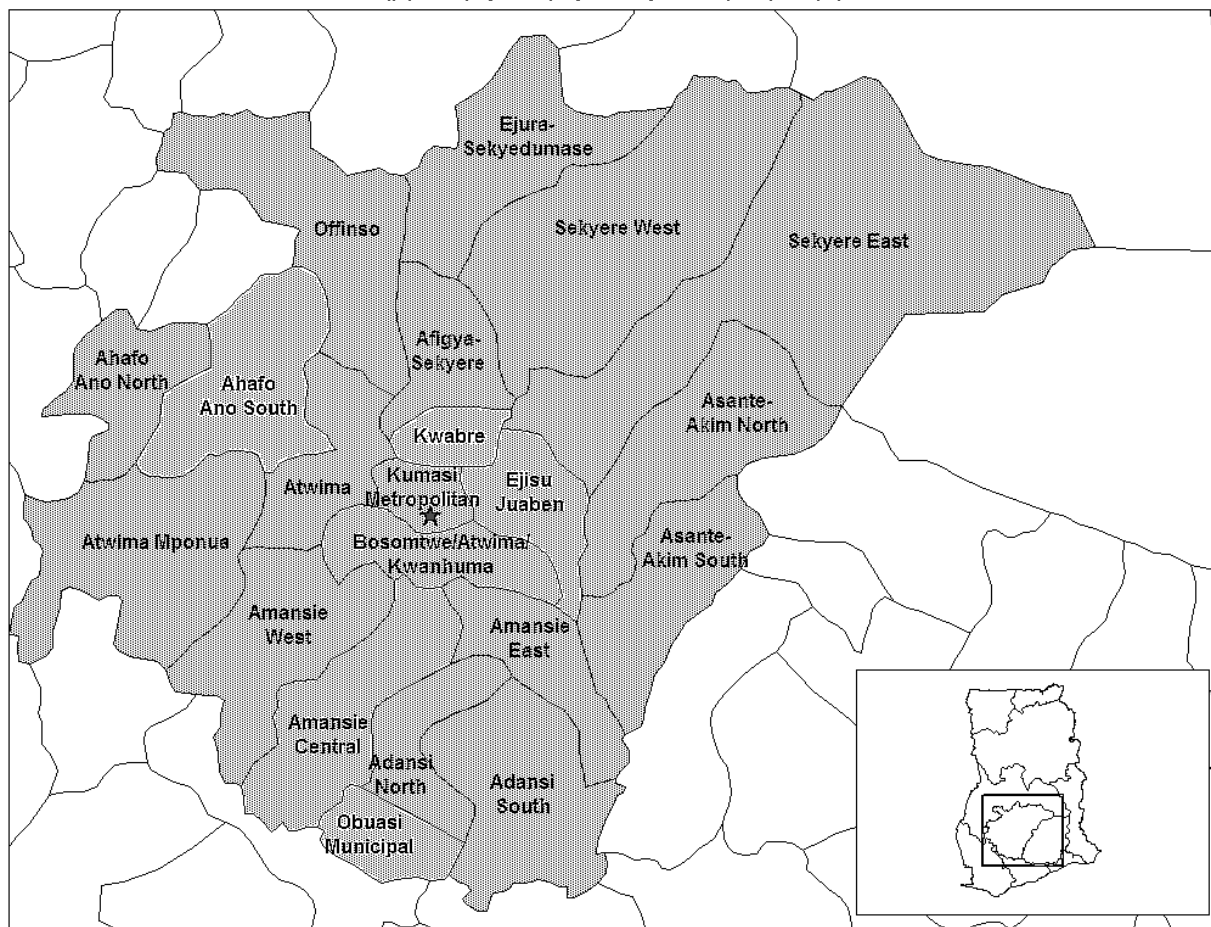 Ejura-
Sekyedumase
Offinso
Sekyere West
Sekyere East
Afigya-
Sekyere
Ahafo
Ano North
Ahafo
Ano South
Asante-
Akim North
Kwabre
Kumasi
Metropolitan
Ejisu
Juaben
Atwima
Atwima Mponua
Bosomtwe/Atwima/
Kwanhuma
Asante-
Akim South
Amansie
West
Amansie
East
Amansie
Central
Adansi
North
Adansi
South
Obuasi
Municipal